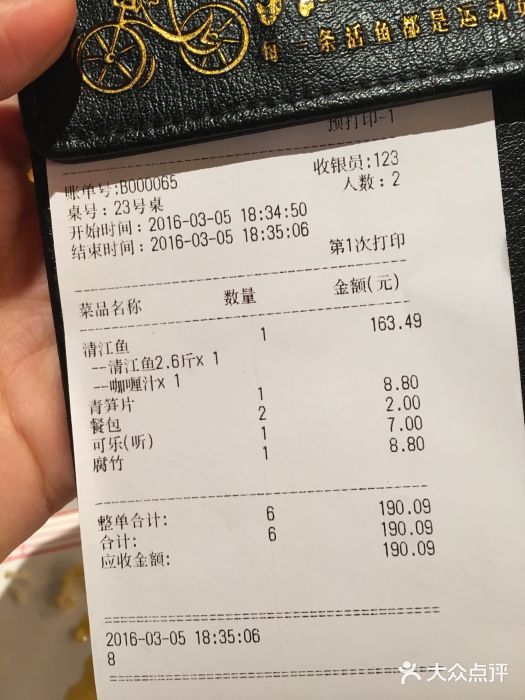 每一条活鱼都是运动
预打印-1
账单号:B000065 收银员:123
桌号：23号桌 人数：2
开始时间：2016-03-05 18:34:50
结束时间：2016-03-05 18:35:06
第1次打印
菜品名称 数量 金额(元)
清江鱼 1 163.49
--清江鱼2.6斤x 1
--咖喱汁x 1
青笋片 1 8.80
餐包 2 2.00
可乐(听) 1 7.00
腐竹 1 8.80
整单合计: 6 190.09
合计: 6 190.09
应收金额: 190.09
2016-03-05 18:35:06
8
大众点评